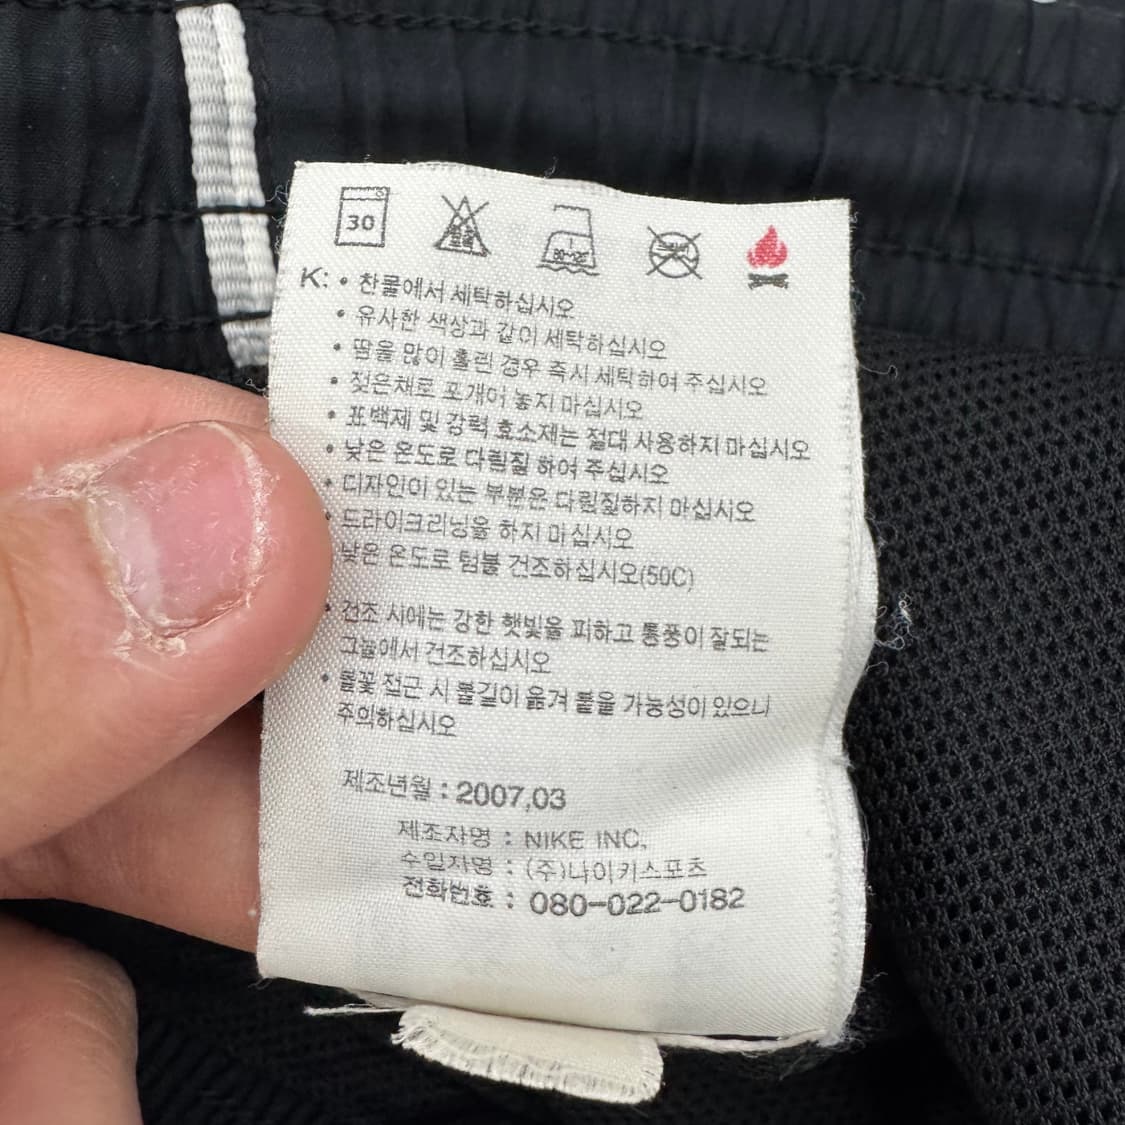 30
K: • 찬물에서 세탁하십시오
• 유사한 색상과 같이 세탁하십시오
• 땀을 많이 흘린 경우 즉시 세탁하여 주십시오
• 젖은채로 포개어 놓지 마십시오
• 표백제 및 강력 효소제는 절대 사용하지 마십시오
• 낮은 온도로 다림질 하여 주십시오
• 디자인이 있는 부분은 다림질하지 마십시오
• 드라이크리닝을 하지 마십시오
낮은 온도로 텀블 건조하십시오(50C)
• 건조 시에는 강한 햇빛을 피하고 통풍이 잘되는
그늘에서 건조하십시오
• 불꽃 접근 시 불길이 옮겨 붙을 가능성이 있으니
주의하십시오
제조년월 : 2007,03
제조자명 : NIKE INC.
수입자명 : (주)나이키스포츠
전화번호 : 080-022-0182